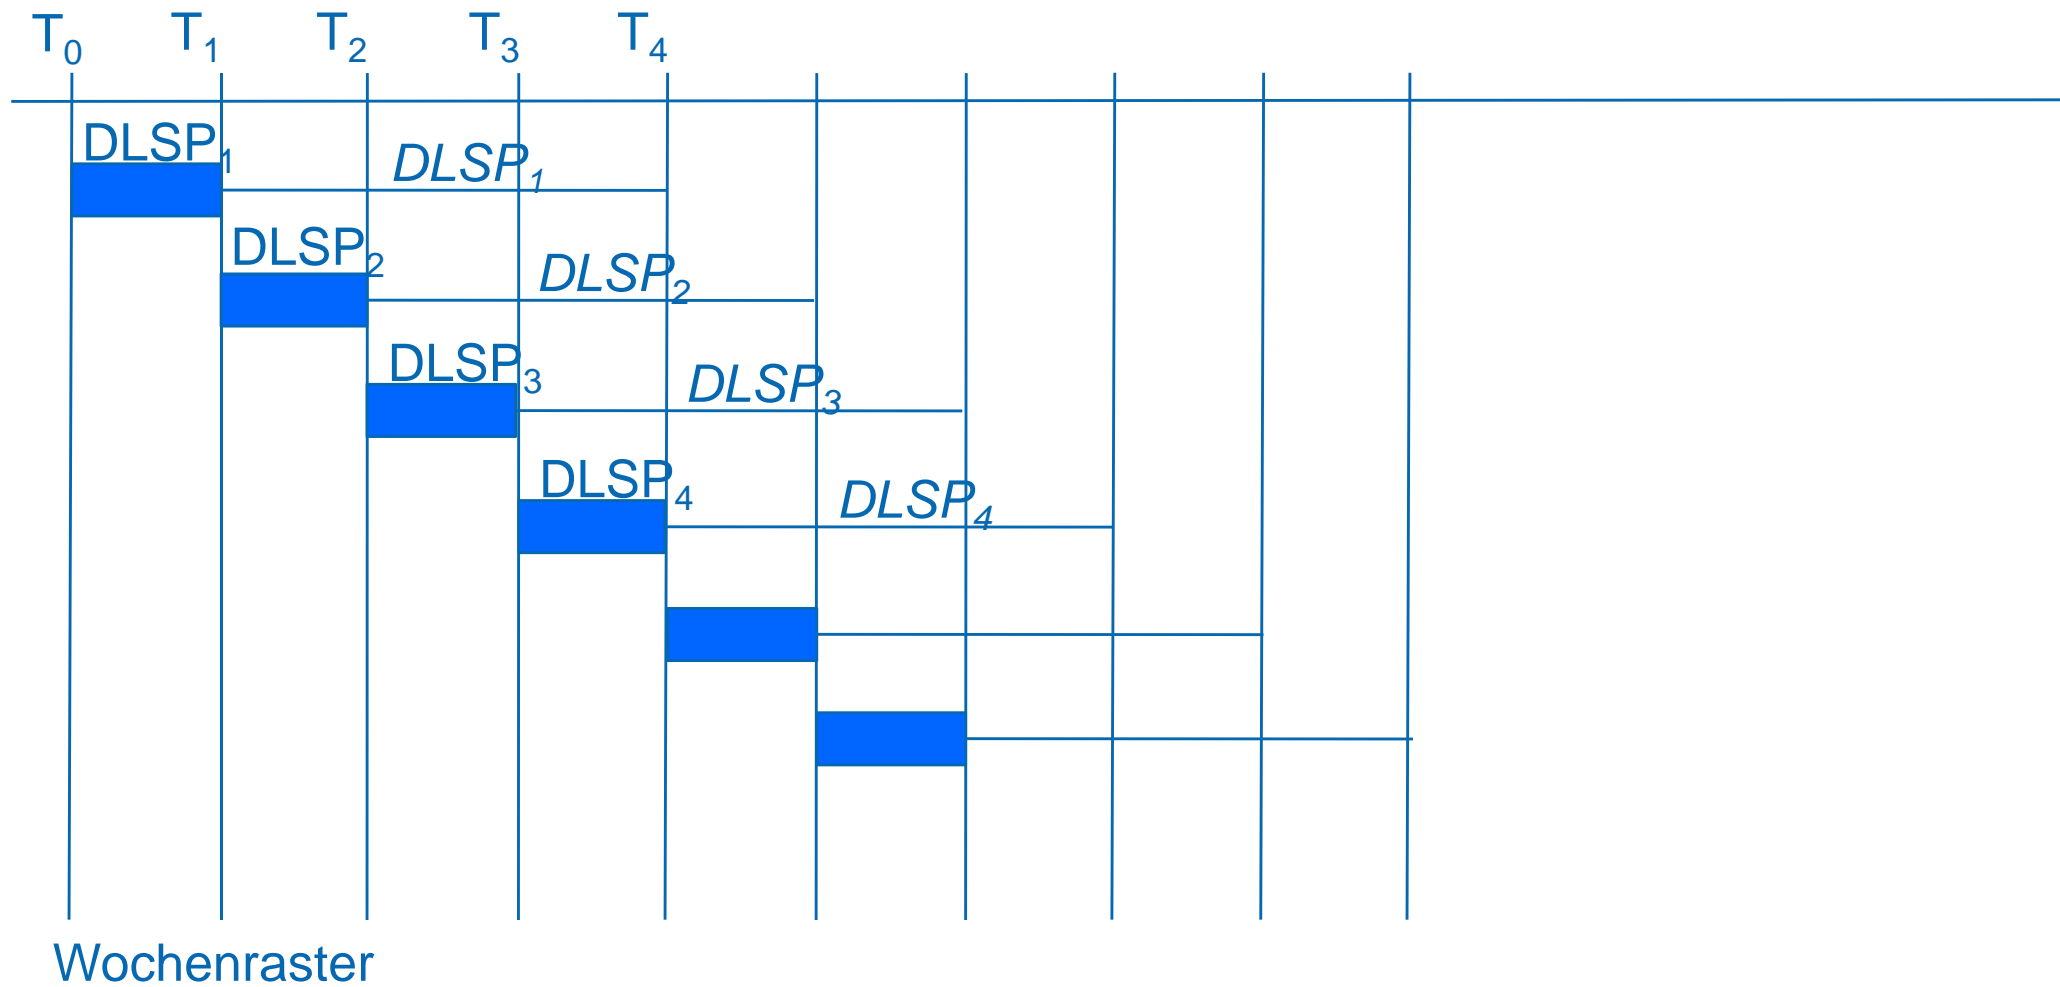 T0 T1 T2 T3 T4
DLSP1
DLSP1
DLSP2
DLSP2
DLSP3
DLSP3
DLSP4
DLSP4
Wochenraster